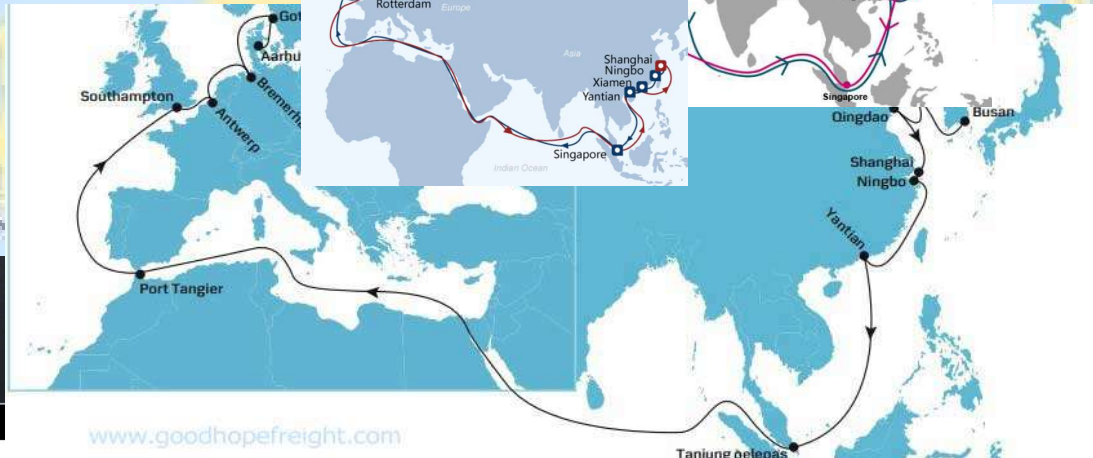 Rotterdam
Europe
Asia
Shanghai
Ningbo
Xiamen
Yantian
Singapore
Indian Ocean
Singapore
Southampton
Antwerp
Port Tangier
Qingdao
Busan
Shanghai
Ningbo
Yantian
www.goodhopefreight.com